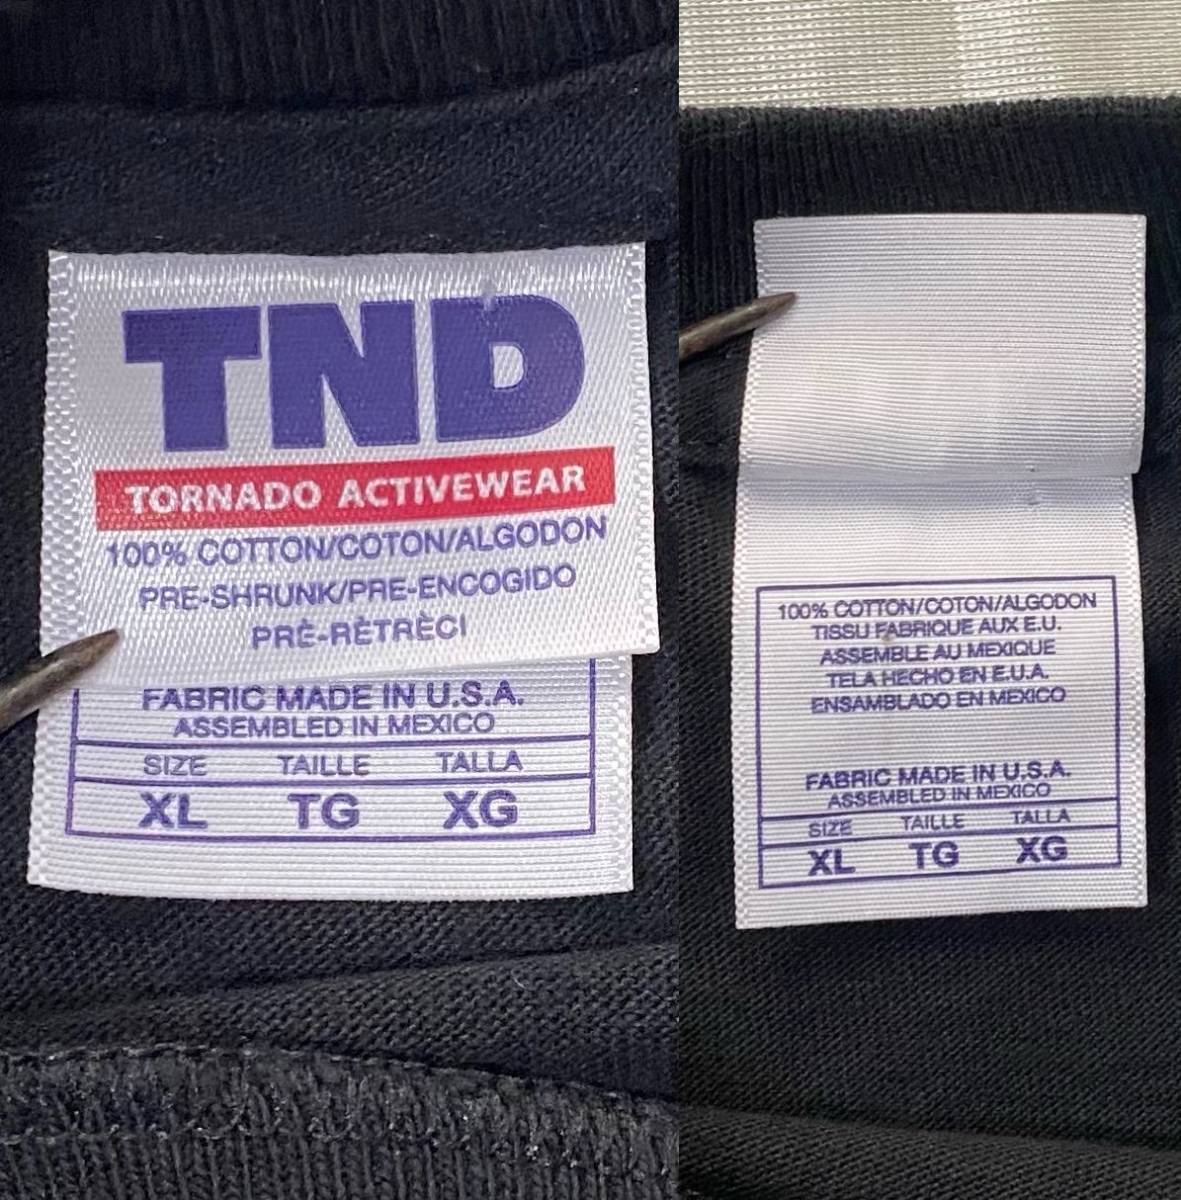 TND
TORNADO ACTIVEWEAR
100% COTTON/COTON/ALGODON
PRE-SHRUNK/PRE-ENCOGIDO
PRÈ-RÈTRÈCI
FABRIC MADE IN U.S.A.
ASSEMBLED IN MEXICO
SIZE TAILLE TALLA
XL TG XG
100% COTTON/COTON/ALGODON
TISSU FABRIQUE AUX E.U.
ASSEMBLE AU MEXIQUE
TELA HECHO EN E.U.A.
ENSAMBLADO EN MEXICO
FABRIC MADE IN U.S.A.
ASSEMBLED IN MEXICO
SIZE TAILLE TALLA
XL TG XG